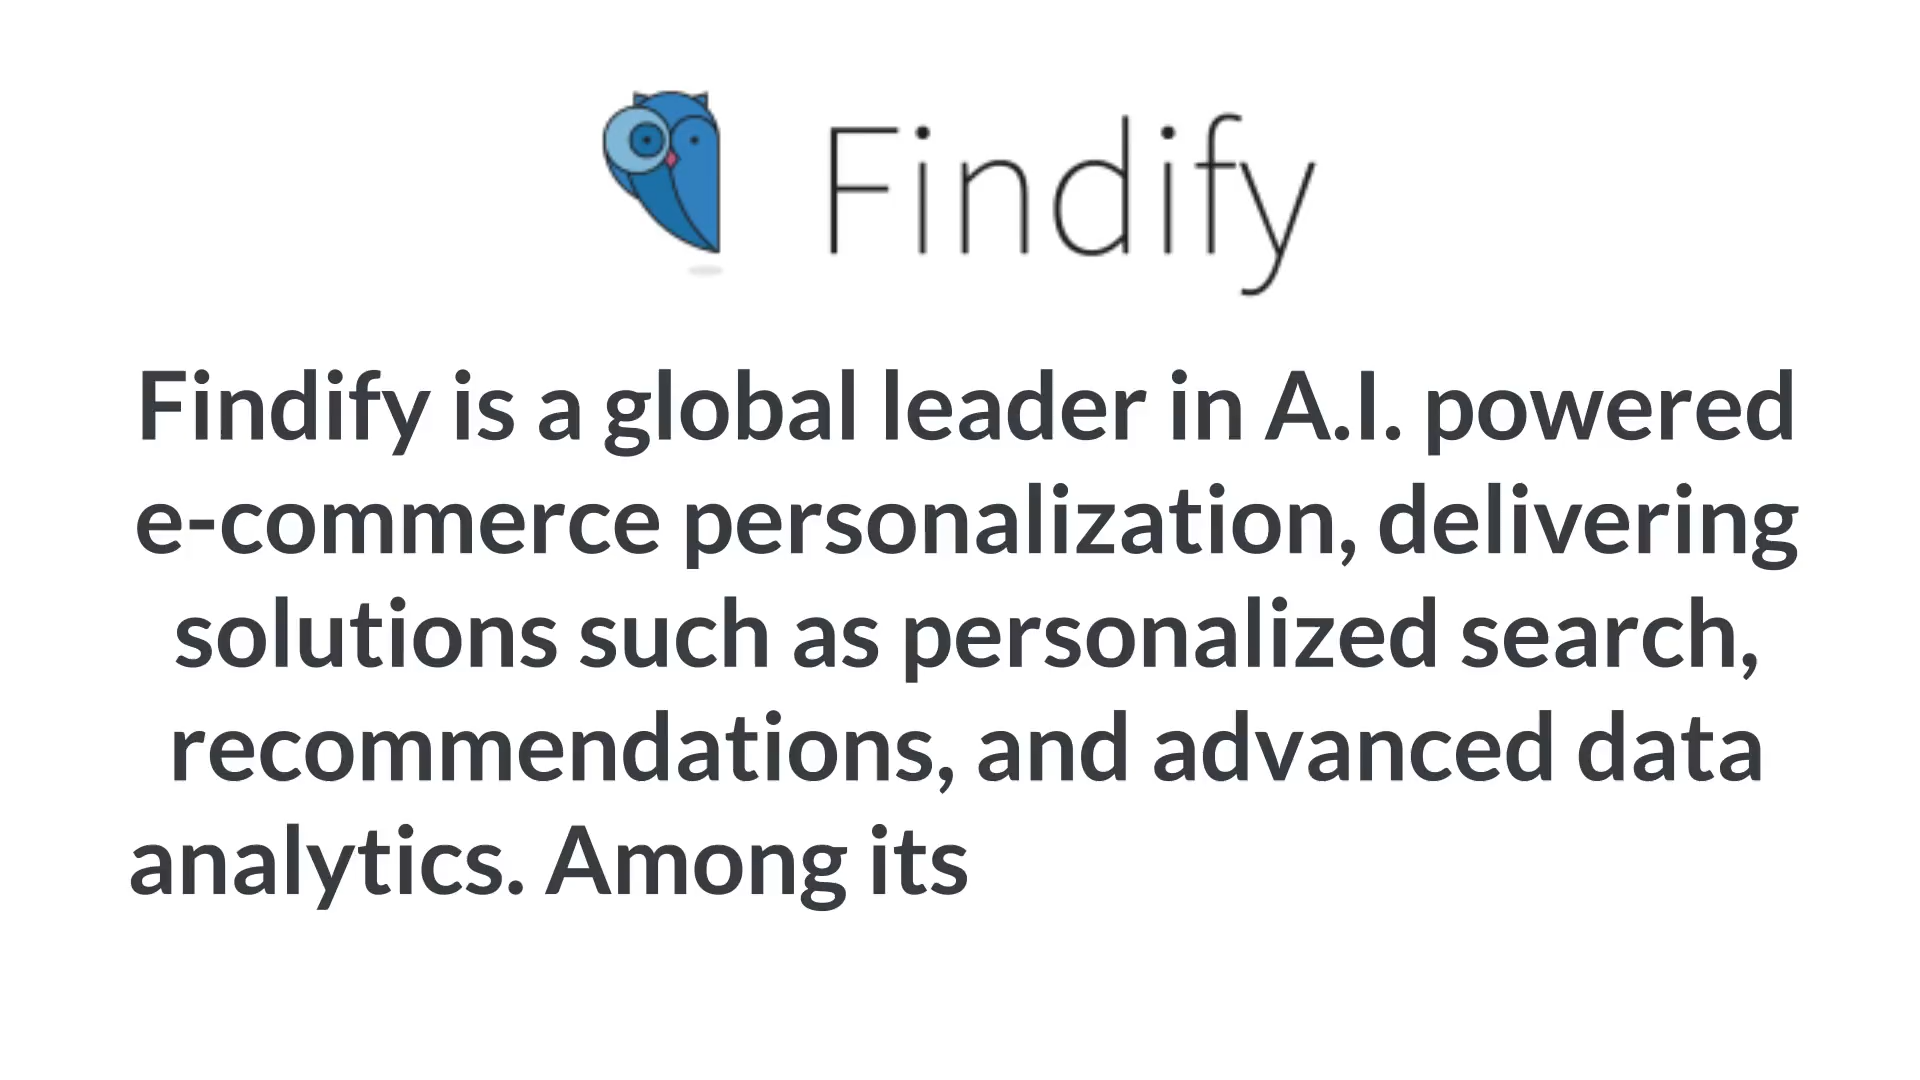 Findify
Findify is a global leader in A.I. powered
e-commerce personalization, delivering
solutions such as personalized search,
recommendations, and advanced data
analytics. Among its